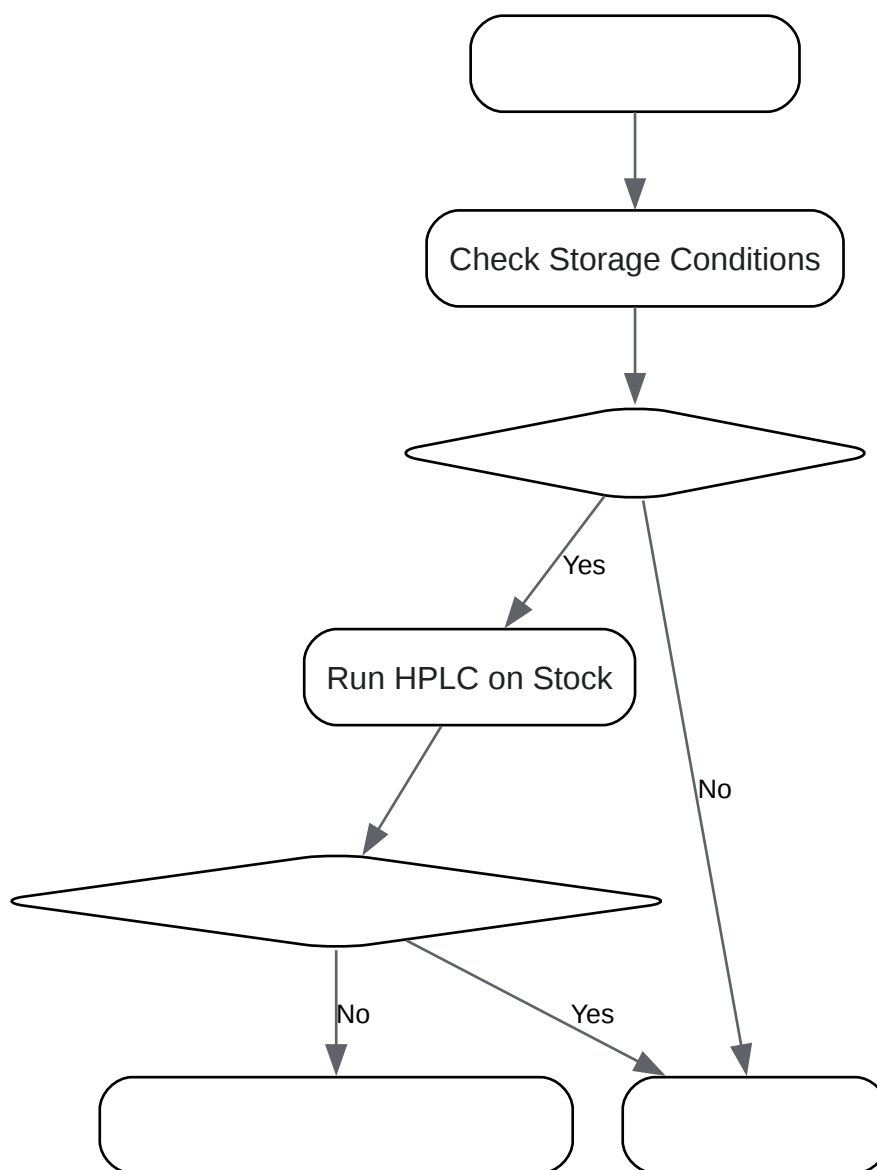 Check Storage Conditions
Yes
Run HPLC on Stock
No
No
Yes